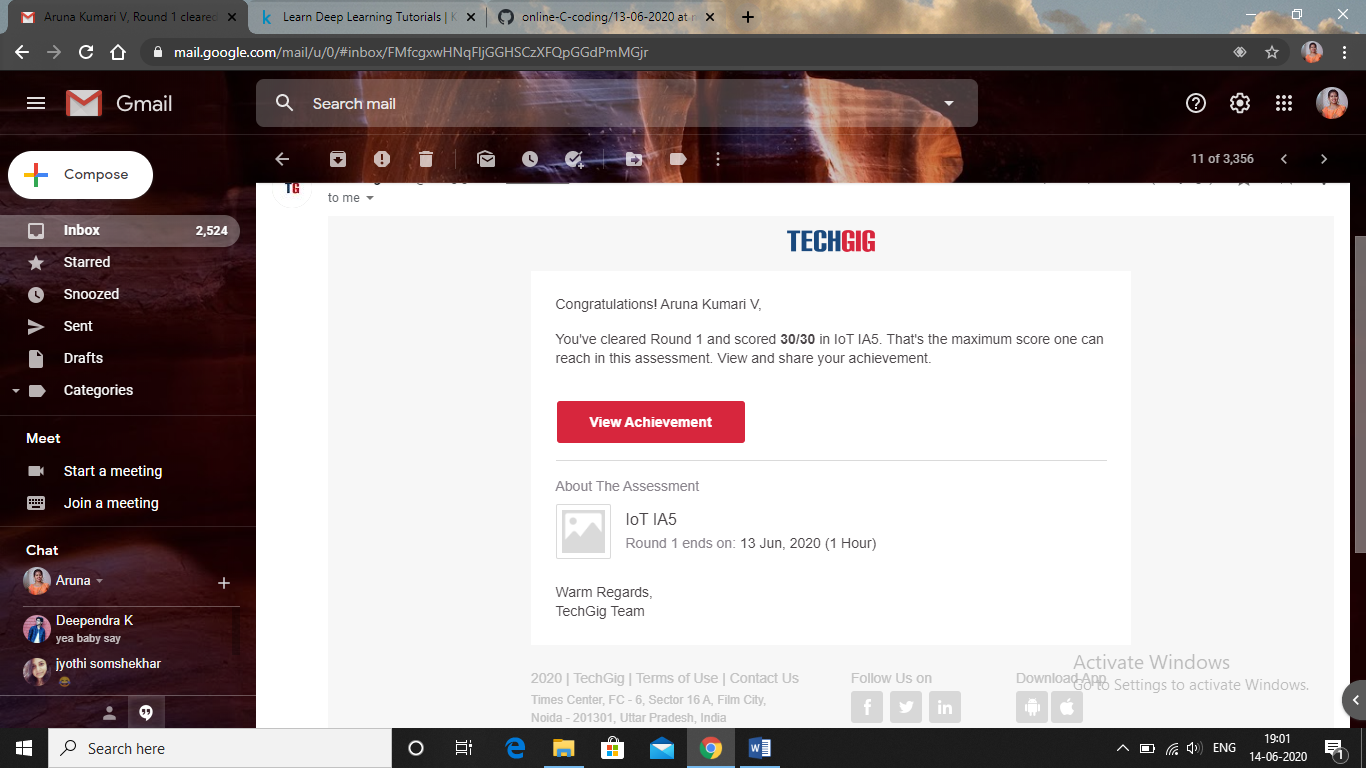 Aruna Kumari V, Round 1 cleared
Learn Deep Learning Tutorials | K
online-C-coding/13-06-2020 at
mail.google.com/mail/u/0/#inbox/FMfcgxwHNqFljGGHSCzXFQpGGdPmMGjr
Gmail
Search mail
Compose
11 of 3,356
Inbox 2,524
Starred
Snoozed
Sent
Drafts
Categories
Meet
Start a meeting
Join a meeting
Chat
Aruna
Deependra K
yea baby say
jyothi somshekhar
TG
to me
TECHGIG
Congratulations! Aruna Kumari V,
You've cleared Round 1 and scored 30/30 in IoT IA5. That's the maximum score one can
reach in this assessment. View and share your achievement.
View Achievement
About The Assessment
IoT IA5
Round 1 ends on: 13 Jun, 2020 (1 Hour)
Warm Regards,
TechGig Team
2020 | TechGig | Terms of Use | Contact Us
Times Center, FC - 6, Sector 16 A, Film City,
Noida - 201301, Uttar Pradesh, India
Follow Us on
Download App
Activate Windows
Go to Settings to activate Windows.
Search here
ENG
19:01
14-06-2020
1